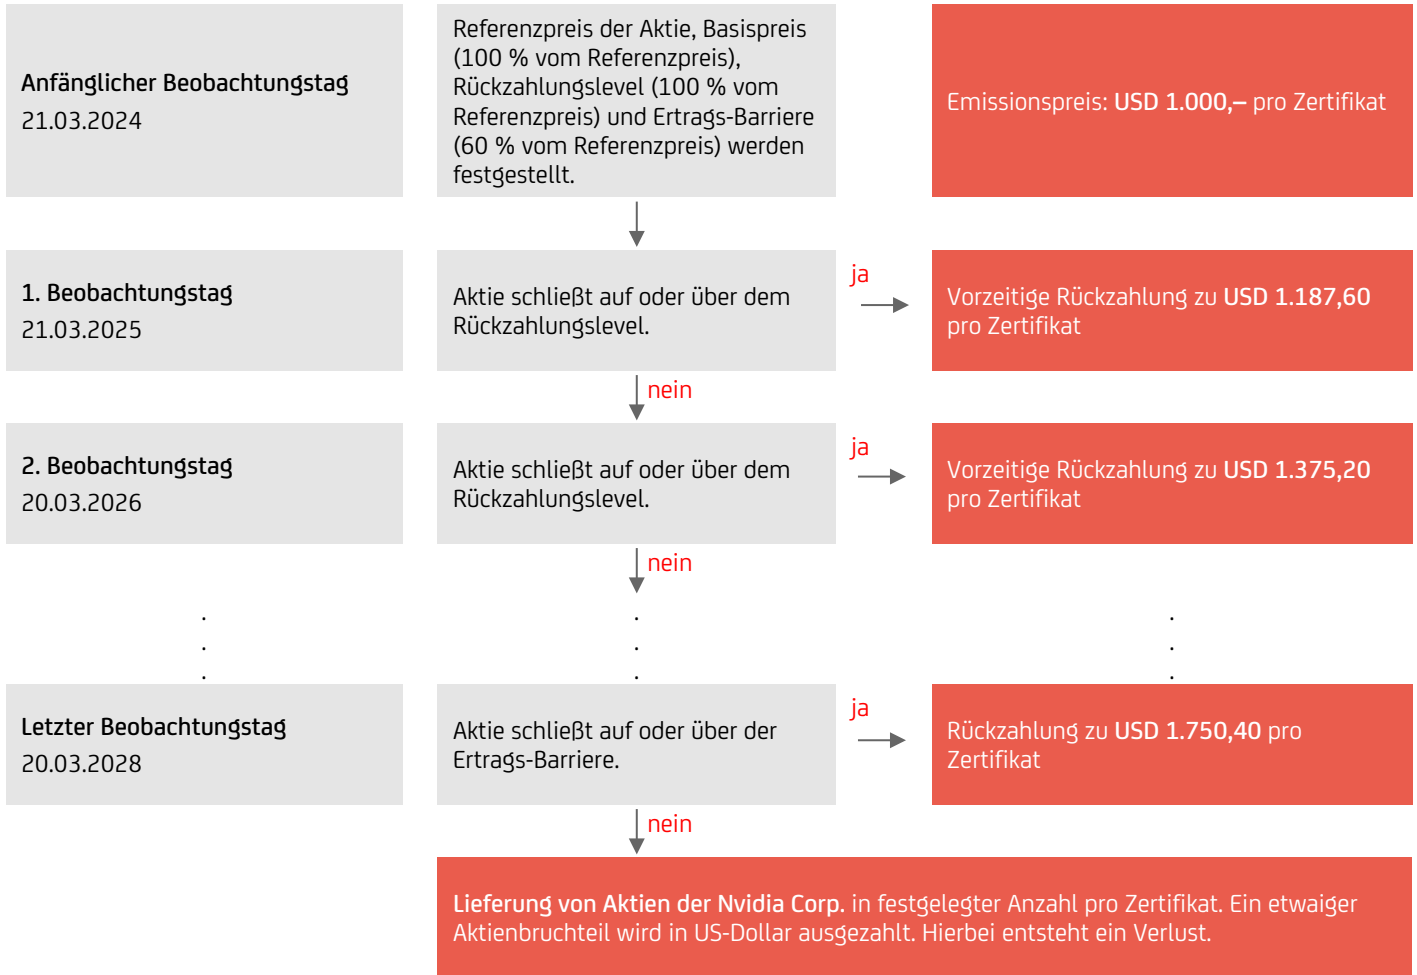 Anfänglicher Beobachtungstag
21.03.2024
Referenzpreis der Aktie, Basispreis
(100 % vom Referenzpreis),
Rückzahlungslevel (100 % vom
Referenzpreis) und Ertrags-Barriere
(60 % vom Referenzpreis) werden
festgestellt.
Emissionspreis: USD 1.000,– pro Zertifikat
1. Beobachtungstag
21.03.2025
Aktie schließt auf oder über dem
Rückzahlungslevel.
ja
Vorzeitige Rückzahlung zu USD 1.187,60
pro Zertifikat
nein
2. Beobachtungstag
20.03.2026
Aktie schließt auf oder über dem
Rückzahlungslevel.
ja
Vorzeitige Rückzahlung zu USD 1.375,20
pro Zertifikat
nein
Letzter Beobachtungstag
20.03.2028
Aktie schließt auf oder über der
Ertrags-Barriere.
ja
Rückzahlung zu USD 1.750,40 pro
Zertifikat
nein
Lieferung von Aktien der Nvidia Corp. in festgelegter Anzahl pro Zertifikat. Ein etwaiger
Aktienbruchteil wird in US-Dollar ausgezahlt. Hierbei entsteht ein Verlust.